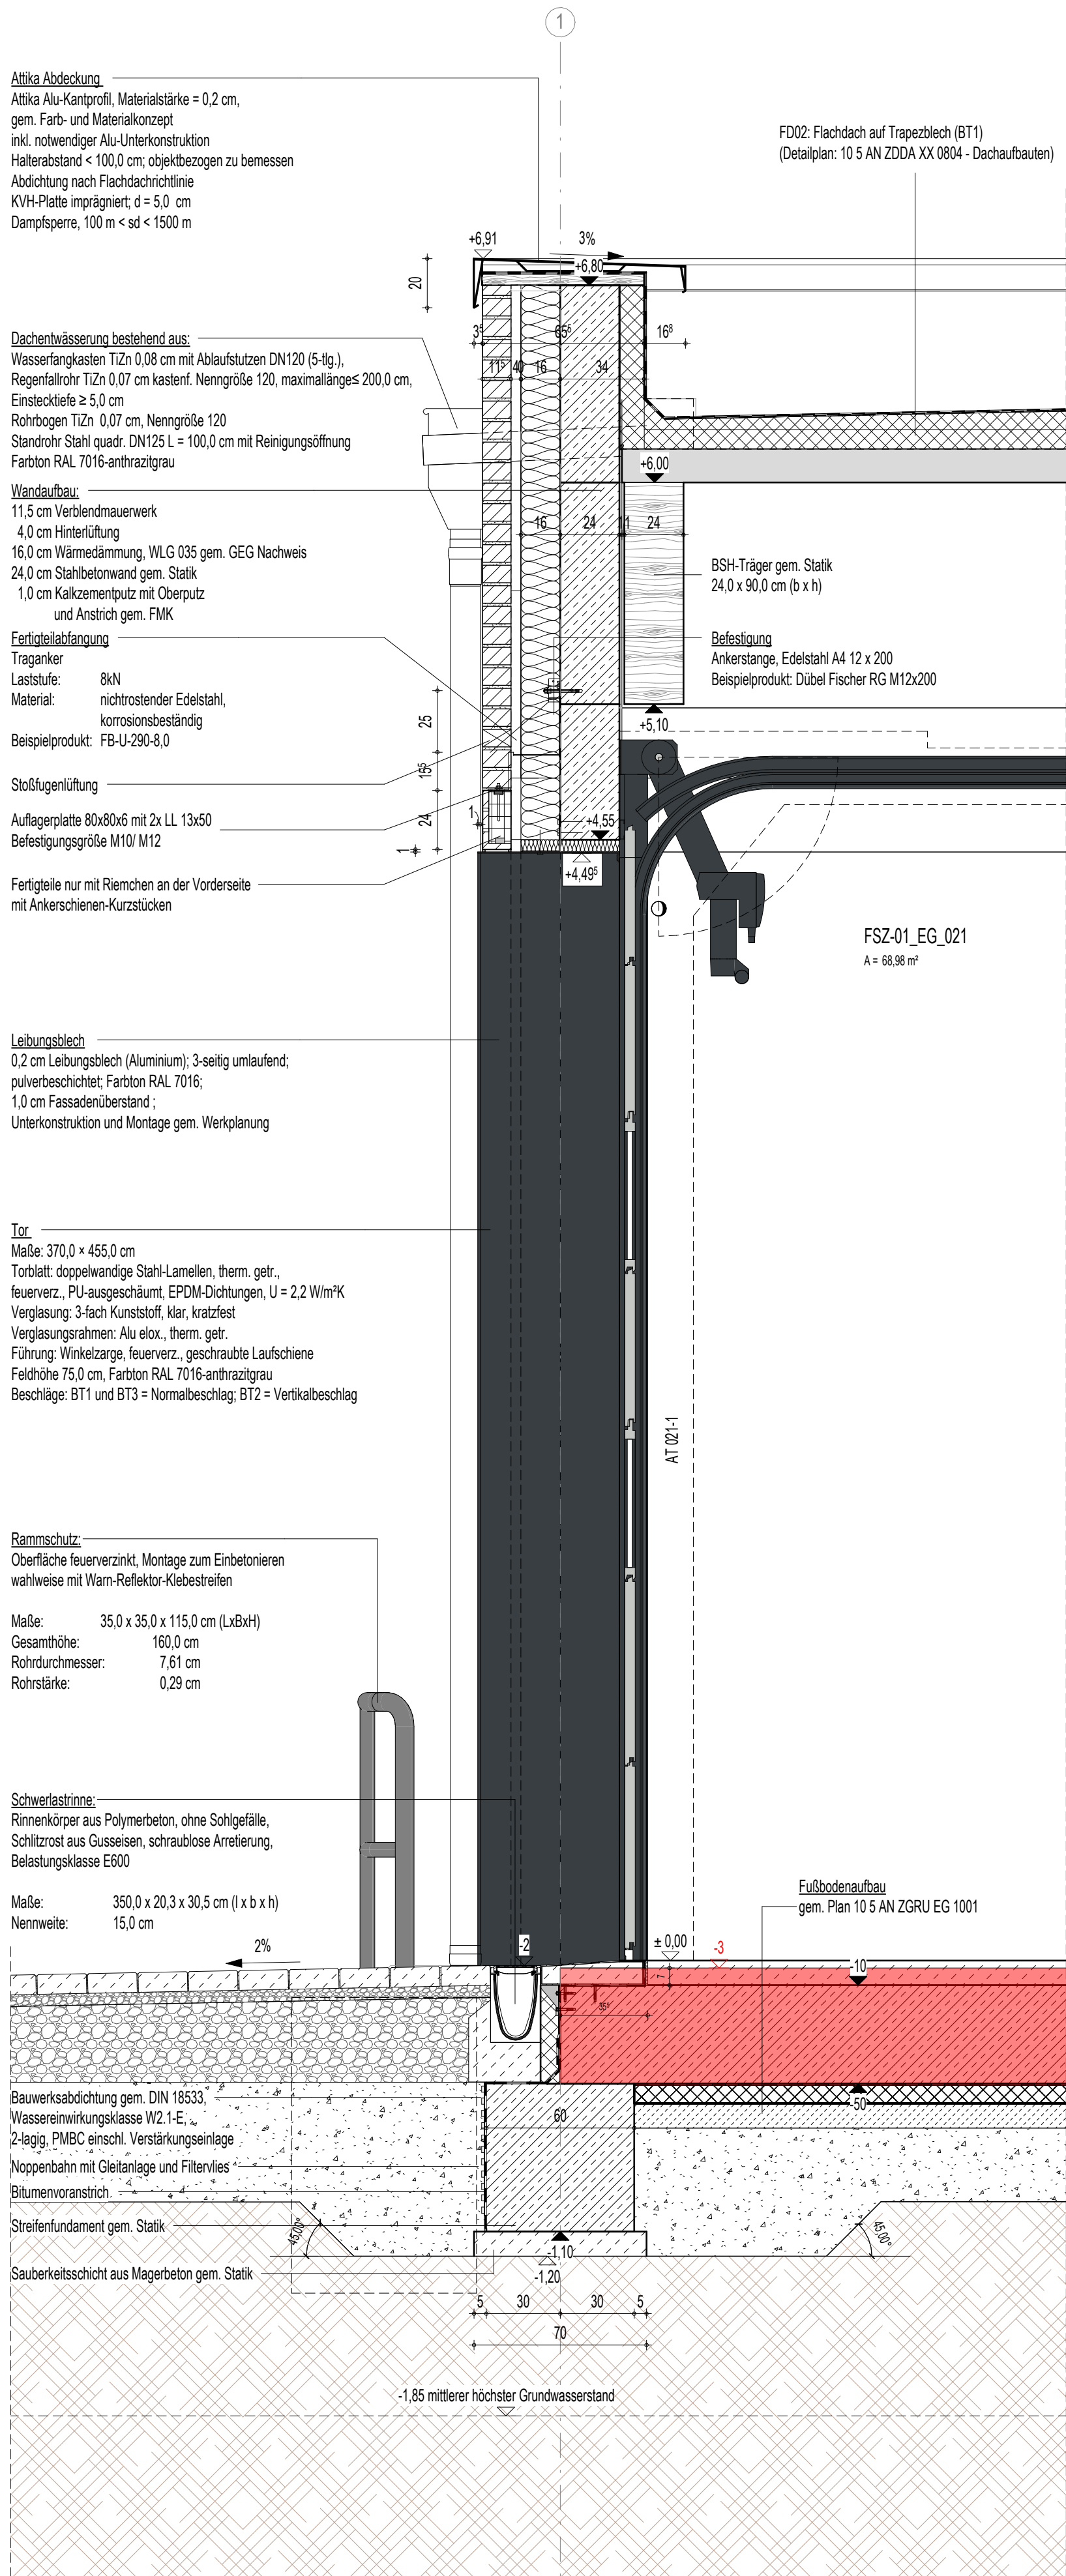 1
Attika Abdeckung
Attika Alu-Kantprofil, Materialstärke = 0,2 cm,
gem. Farb- und Materialkonzept
inkl. notwendiger Alu-Unterkonstruktion
Halterabstand < 100,0 cm; objektbezogen zu bemessen
Abdichtung nach Flachdachrichtlinie
KVH-Platte imprägniert; d = 5,0 cm
Dampfsperre, 100 m < sd < 1500 m
FD02: Flachdach auf Trapezblech (BT1)
(Detailplan: 10 5 AN ZDDA XX 0804 - Dachaufbauten)
+6,91
3%
+6,80
20
3⁵
65⁵
16⁸
11⁵
40
16
34
Dachentwässerung bestehend aus:
Wasserfangkasten TiZn 0,08 cm mit Ablaufstutzen DN120 (5-tlg.),
Regenfallrohr TiZn 0,07 cm kastenf. Nenngröße 120, maximallänge≤ 200,0 cm,
Einstecktiefe ≥ 5,0 cm
Rohrbogen TiZn 0,07 cm, Nenngröße 120
Standrohr Stahl quadr. DN125 L = 100,0 cm mit Reinigungsöffnung
Farbton RAL 7016-anthrazitgrau
+6,00
Wandaufbau:
11,5 cm Verblendmauerwerk
4,0 cm Hinterlüftung
16,0 cm Wärmedämmung, WLG 035 gem. GEG Nachweis
24,0 cm Stahlbetonwand gem. Statik
1,0 cm Kalkzementputz mit Oberputz
und Anstrich gem. FMK
16
24
11
24
BSH-Träger gem. Statik
24,0 x 90,0 cm (b x h)
Fertigteilabfangung
Traganker
Laststufe: 8kN
Material: nichtrostender Edelstahl,
korrosionsbeständig
Beispielprodukt: FB-U-290-8,0
Befestigung
Ankerstange, Edelstahl A4 12 x 200
Beispielprodukt: Dübel Fischer RG M12x200
25
+5,10
15⁵
Stoßfugenlüftung
24
1
1
Auflagerplatte 80x80x6 mit 2x LL 13x50
Befestigungsgröße M10/ M12
+4,55
+4,49⁵
Fertigteile nur mit Riemchen an der Vorderseite
mit Ankerschienen-Kurzstücken
FSZ-01_EG_021
A = 68,98 m²
Leibungsblech
0,2 cm Leibungsblech (Aluminium); 3-seitig umlaufend;
pulverbeschichtet; Farbton RAL 7016;
1,0 cm Fassadenüberstand ;
Unterkonstruktion und Montage gem. Werkplanung
Tor
Maße: 370,0 × 455,0 cm
Torblatt: doppelwandige Stahl-Lamellen, therm. getr.,
feuerverz., PU-ausgeschäumt, EPDM-Dichtungen, U = 2,2 W/m²K
Verglasung: 3-fach Kunststoff, klar, kratzfest
Verglasungsrahmen: Alu elox., therm. getr.
Führung: Winkelzarge, feuerverz., geschraubte Laufschiene
Feldhöhe 75,0 cm, Farbton RAL 7016-anthrazitgrau
Beschläge: BT1 und BT3 = Normalbeschlag; BT2 = Vertikalbeschlag
AT 021-1
Rammschutz:
Oberfläche feuerverzinkt, Montage zum Einbetonieren
wahlweise mit Warn-Reflektor-Klebestreifen
Maße: 35,0 x 35,0 x 115,0 cm (LxBxH)
Gesamthöhe: 160,0 cm
Rohrdurchmesser: 7,61 cm
Rohrstärke: 0,29 cm
Schwerlastrinne:
Rinnenkörper aus Polymerbeton, ohne Sohlgefälle,
Schlitzrost aus Gusseisen, schraublose Arretierung,
Belastungsklasse E600
Maße: 350,0 x 20,3 x 30,5 cm (l x b x h)
Nennweite: 15,0 cm
Fußbodenaufbau
gem. Plan 10 5 AN ZGRU EG 1001
2%
-2
± 0,00
-3
-10
7
35⁵
Bauwerksabdichtung gem. DIN 18533,
Wassereinwirkungsklasse W2.1-E,
2-lagig, PMBC einschl. Verstärkungseinlage
-50
60
Noppenbahn mit Gleitanlage und Filtervlies
Bitumenvoranstrich
Streifenfundament gem. Statik
45,00°
45,00°
-1,10
-1,20
Sauberkeitsschicht aus Magerbeton gem. Statik
5
30
30
5
70
-1,85 mittlerer höchster Grundwasserstand